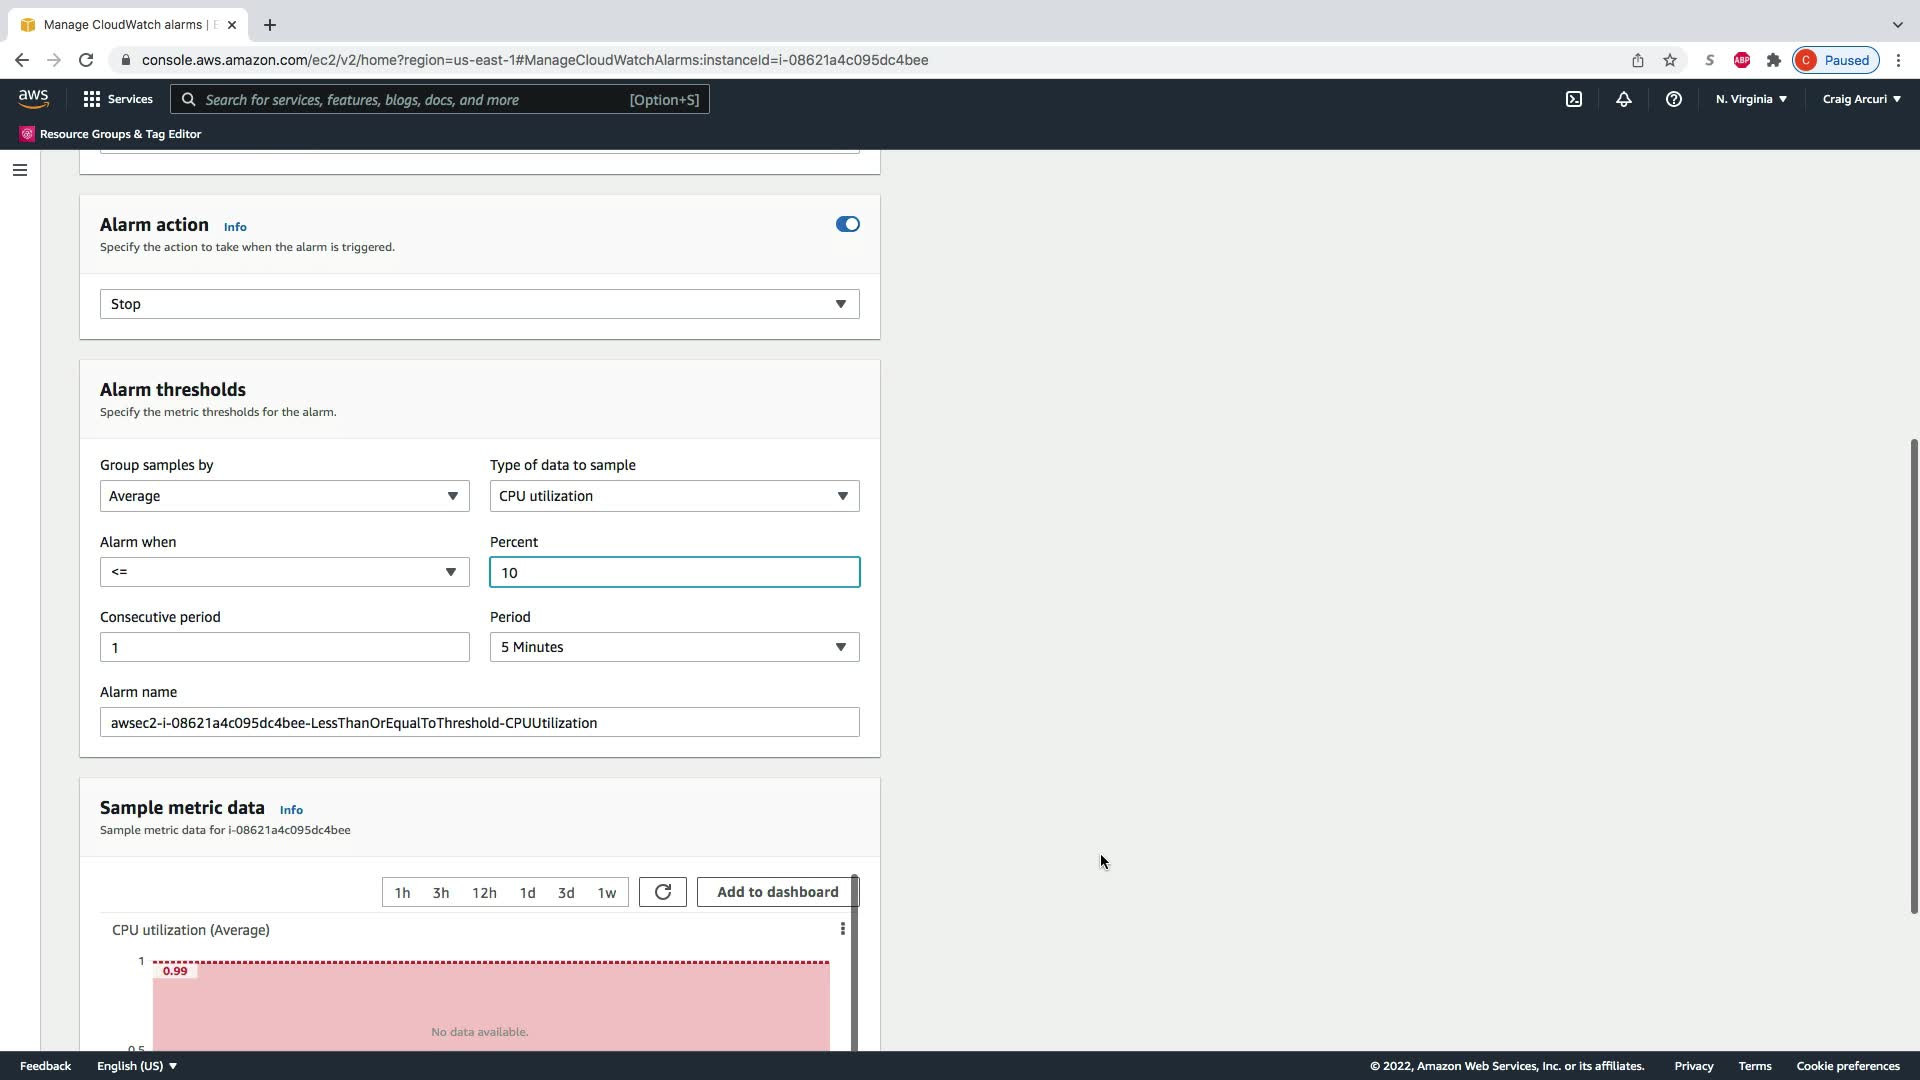 Manage CloudWatch alarms | E
console.aws.amazon.com/ec2/v2/home?region=us-east-1#ManageCloudWatchAlarms:instanceId=i-08621a4c095dc4bee
S
ABP
C Paused
aws
Services
Search for services, features, blogs, docs, and more [Option+S]
N. Virginia
Craig Arcuri
Resource Groups & Tag Editor
Alarm action Info
Specify the action to take when the alarm is triggered.
Stop
Alarm thresholds
Specify the metric thresholds for the alarm.
Group samples by Type of data to sample
Average CPU utilization
Alarm when Percent
<= 10
Consecutive period Period
1 5 Minutes
Alarm name
awsec2-i-08621a4c095dc4bee-LessThanOrEqualToThreshold-CPUUtilization
Sample metric data Info
Sample metric data for i-08621a4c095dc4bee
1h 3h 12h 1d 3d 1w Add to dashboard
CPU utilization (Average)
1
0.99
No data available.
0.5
Feedback English (US) © 2022, Amazon Web Services, Inc. or its affiliates. Privacy Terms Cookie preferences